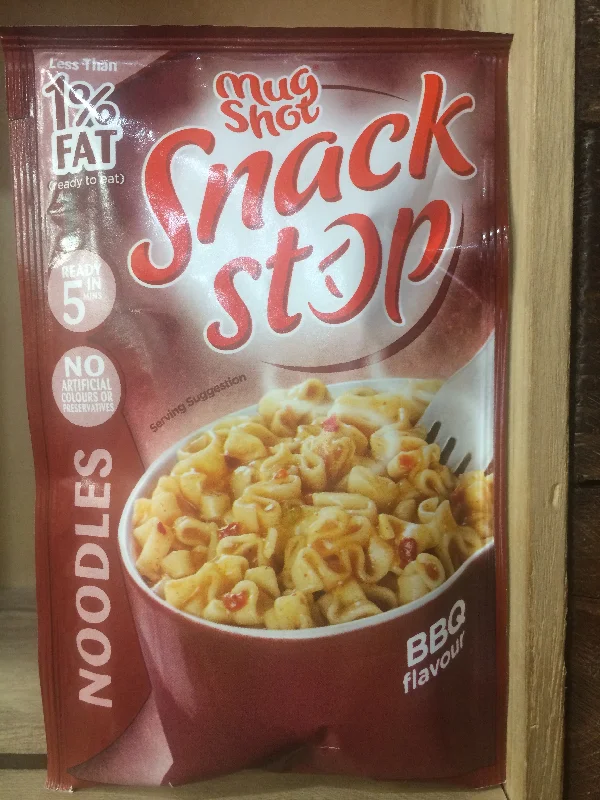 Less Than
1%
FAT
(ready to eat)
mug
Shot
Snack
stop
READY
5 IN
MINS
NO
ARTIFICIAL
COLOURS OR
PRESERVATIVES
Serving Suggestion
NOODLES
BBQ
flavour